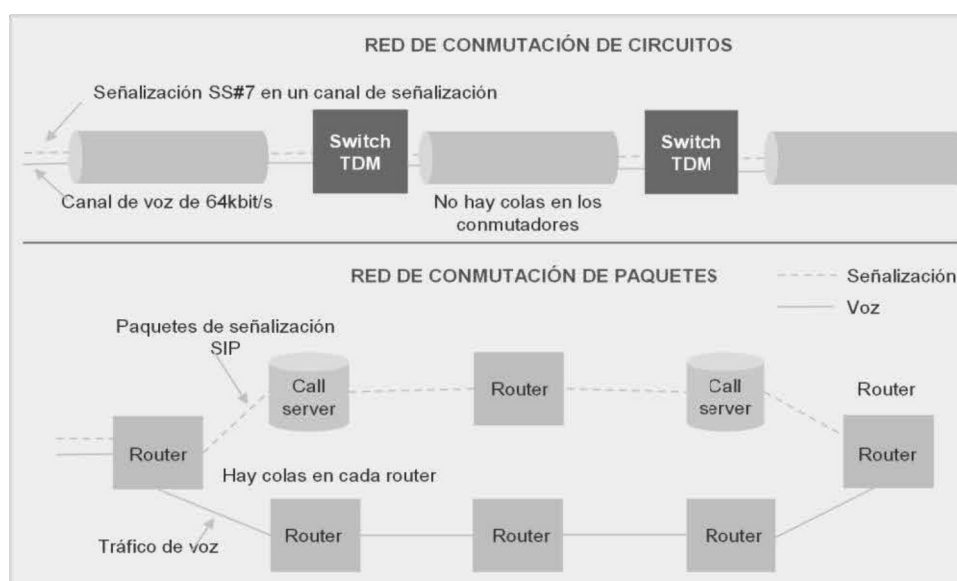 RED DE CONMUTACIÓN DE CIRCUITOS
Señalización SS#7 en un canal de señalización
Switch
TDM
Switch
TDM
Canal de voz de 64kbit/s
No hay colas en los
conmutadores
RED DE CONMUTACIÓN DE PAQUETES
Señalización
Voz
Paquetes de señalización
SIP
Call
server
Router
Call
server
Router
Router
Router
Hay colas en cada router
Tráfico de voz
Router
Router
Router